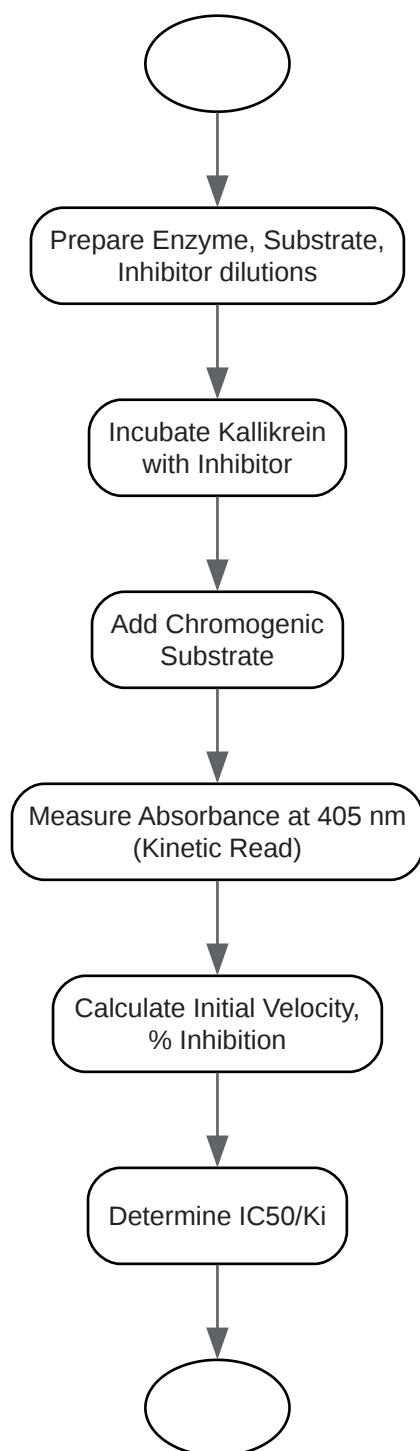 Prepare Enzyme, Substrate,
Inhibitor dilutions
Incubate Kallikrein
with Inhibitor
Add Chromogenic
Substrate
Measure Absorbance at 405 nm
(Kinetic Read)
Calculate Initial Velocity,
% Inhibition
Determine IC50/Ki